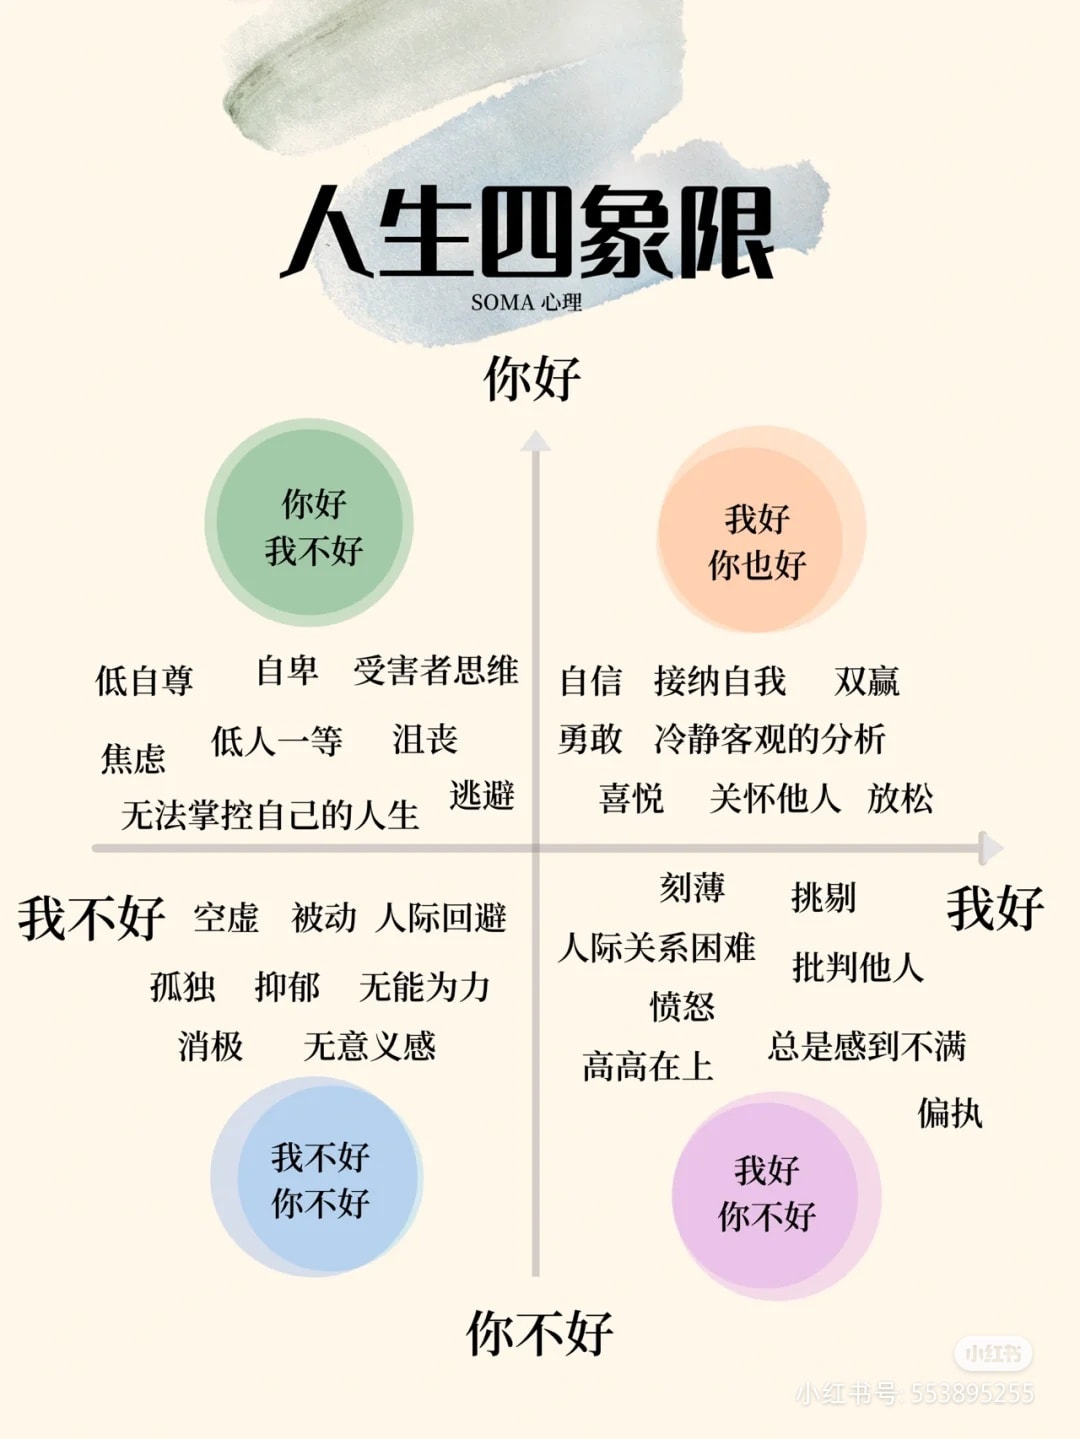 人生四象限
SOMA 心理
你好
你好
我不好
我好
你也好
低自尊 自卑 受害者思维
焦虑 低人一等 沮丧
无法掌控自己的人生 逃避
自信 接纳自我 双赢
勇敢 冷静客观的分析
喜悦 关怀他人 放松
我不好
我好
空虚 被动 人际回避
孤独 抑郁 无能为力
消极 无意义感
刻薄 挑剔
人际关系困难 批判他人
愤怒
高高在上 总是感到不满
偏执
我不好
你不好
我好
你不好
你不好
小红书
小红书号: 553895255